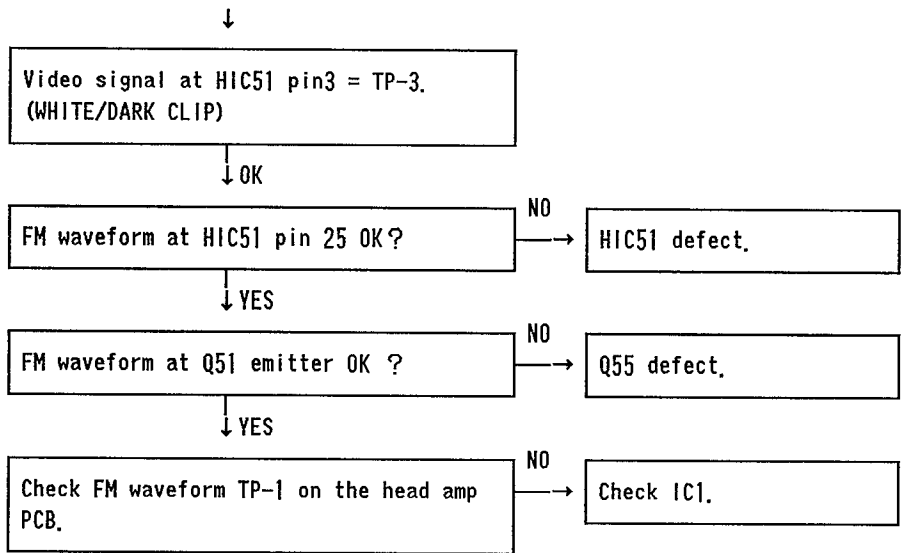 ↓
Video signal at HIC51 pin3 = TP-3.
(WHITE/DARK CLIP)
↓ OK
NO
FM waveform at HIC51 pin 25 OK?
→
HIC51 defect.
↓ YES
NO
FM waveform at Q51 emitter OK ?
→
Q55 defect.
↓ YES
NO
Check FM waveform TP-1 on the head amp
PCB.
→
Check IC1.